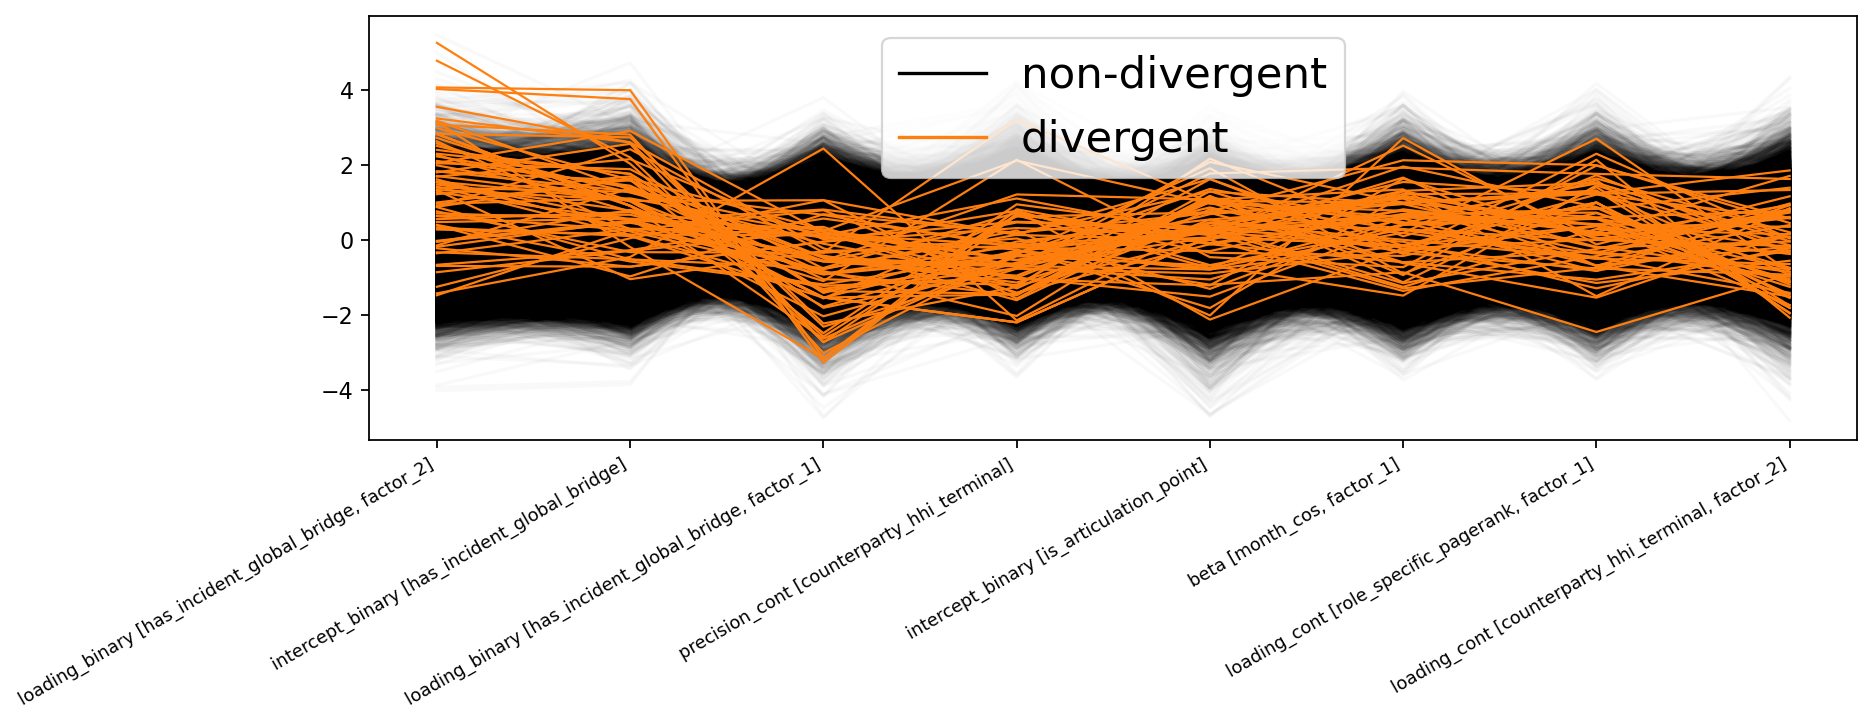 non-divergent
divergent
4
2
0
−2
−4
loading_binary [has_incident_global_bridge, factor_2]
intercept_binary [has_incident_global_bridge]
loading_binary [has_incident_global_bridge, factor_1]
precision_cont [counterparty_hhi_terminal]
intercept_binary [is_articulation_point]
beta [month_cos, factor_1]
loading_cont [role_specific_pagerank, factor_1]
loading_cont [counterparty_hhi_terminal, factor_2]